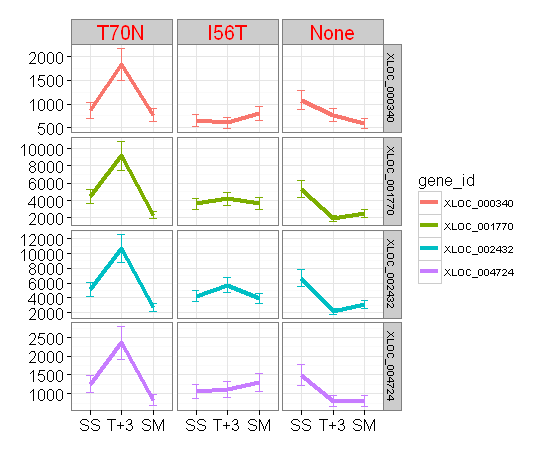 T70N I56T None
2000
1500
1000
500
XLOC_000340
10000
8000
6000
4000
2000
XLOC_001770
12000
10000
8000
6000
4000
2000
XLOC_002432
2500
2000
1500
1000
XLOC_004724
SS T+3 SM SS T+3 SM SS T+3 SM
gene_id
XLOC_000340
XLOC_001770
XLOC_002432
XLOC_004724